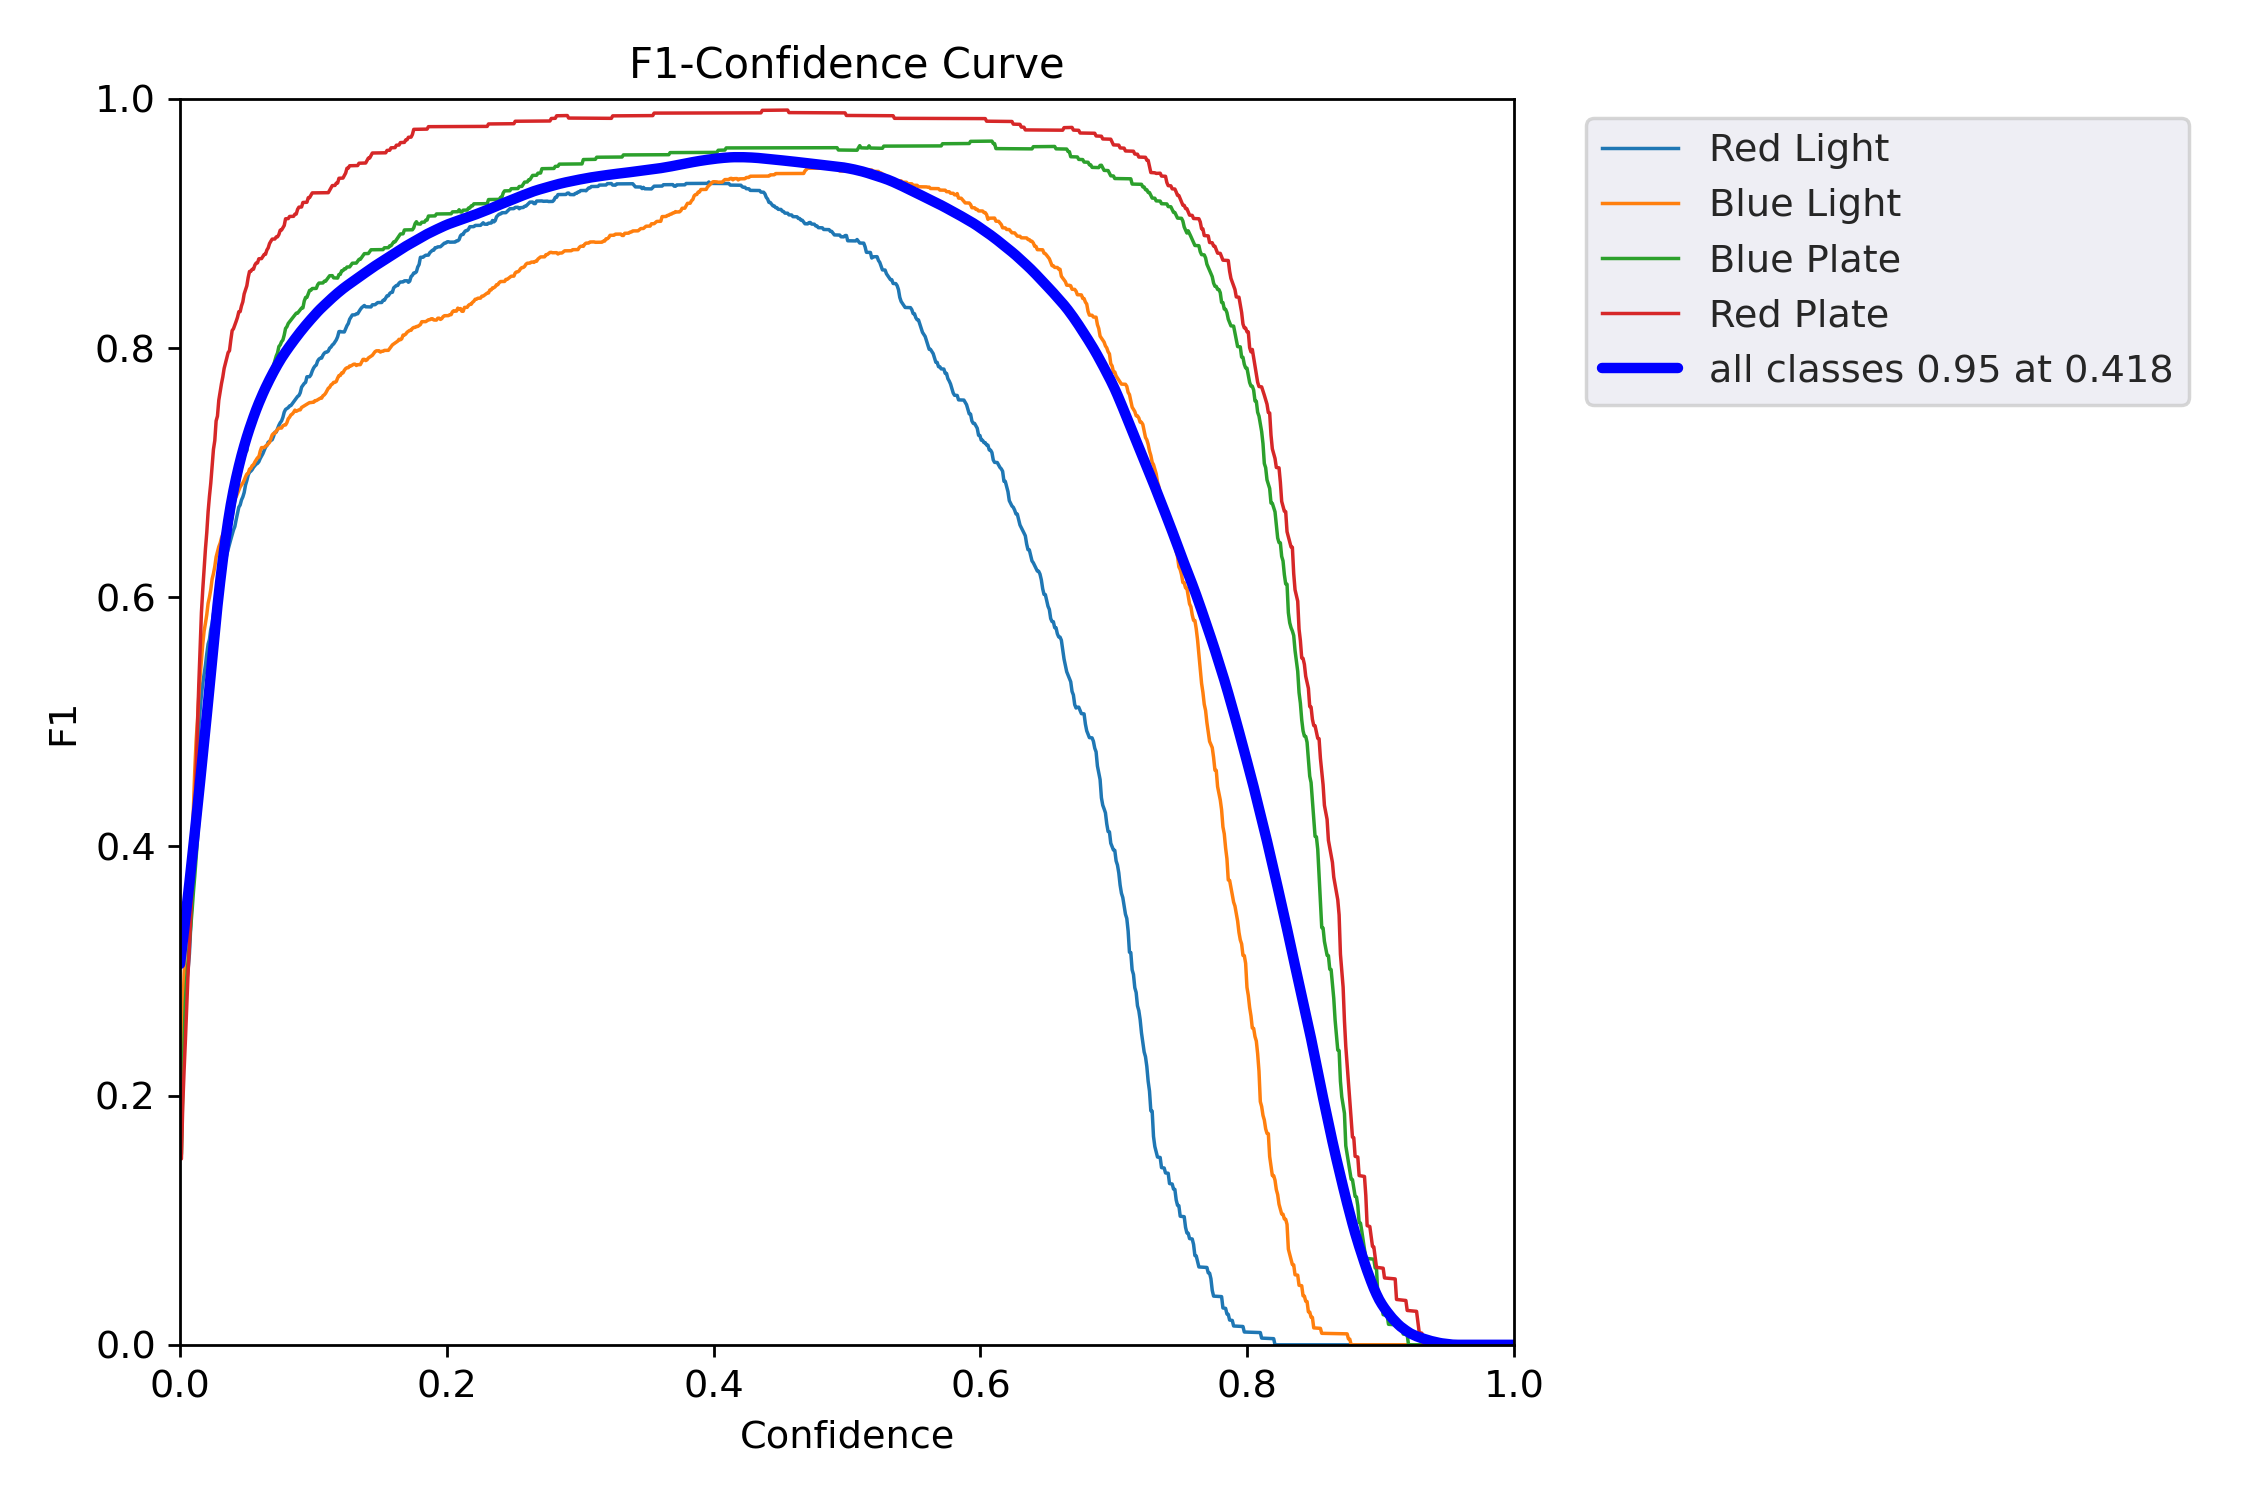 F1-Confidence Curve
1.0
0.8
0.6
0.4
0.2
0.0
F1
0.0 0.2 0.4 0.6 0.8 1.0
Confidence
Red Light
Blue Light
Blue Plate
Red Plate
all classes 0.95 at 0.418